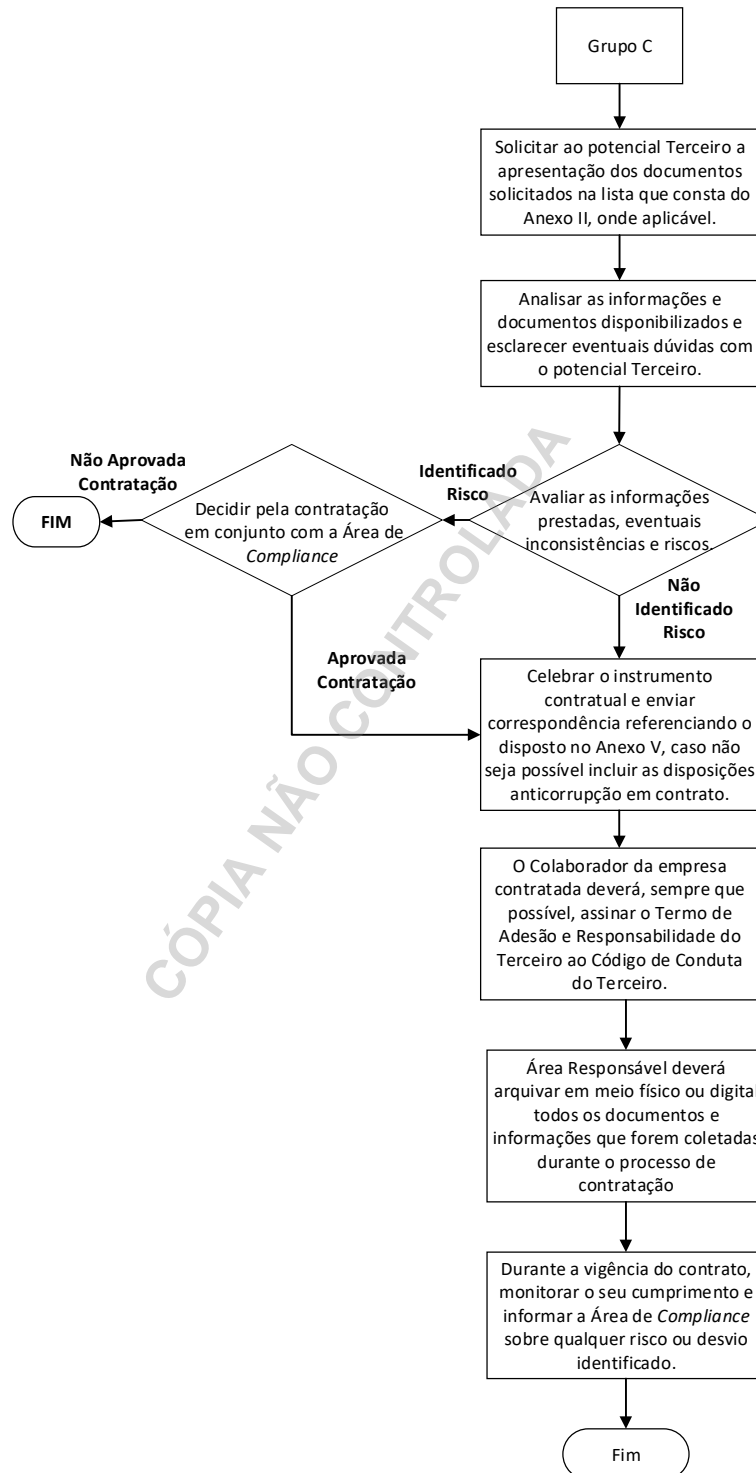 Grupo C
Solicitar ao potencial Terceiro a
apresentação dos documentos
solicitados na lista que consta do
Anexo II, onde aplicável.
Analisar as informações e
documentos disponibilizados e
esclarecer eventuais dúvidas com
o potencial Terceiro.
Avaliar as informações
prestadas, eventuais
inconsistências e riscos.
Identificado
Risco
Decidir pela contratação
em conjunto com a Área de
Compliance
Não Aprovada
Contratação
FIM
Não
Identificado
Risco
Aprovada
Contratação
Celebrar o instrumento
contratual e enviar
correspondência referenciando o
disposto no Anexo V, caso não
seja possível incluir as disposições
anticorrupção em contrato.
O Colaborador da empresa
contratada deverá, sempre que
possível, assinar o Termo de
Adesão e Responsabilidade do
Terceiro ao Código de Conduta
do Terceiro.
Área Responsável deverá
arquivar em meio físico ou digital
todos os documentos e
informações que forem coletadas
durante o processo de
contratação
Durante a vigência do contrato,
monitorar o seu cumprimento e
informar a Área de Compliance
sobre qualquer risco ou desvio
identificado.
Fim
CÓPIA NÃO CONTROLADA